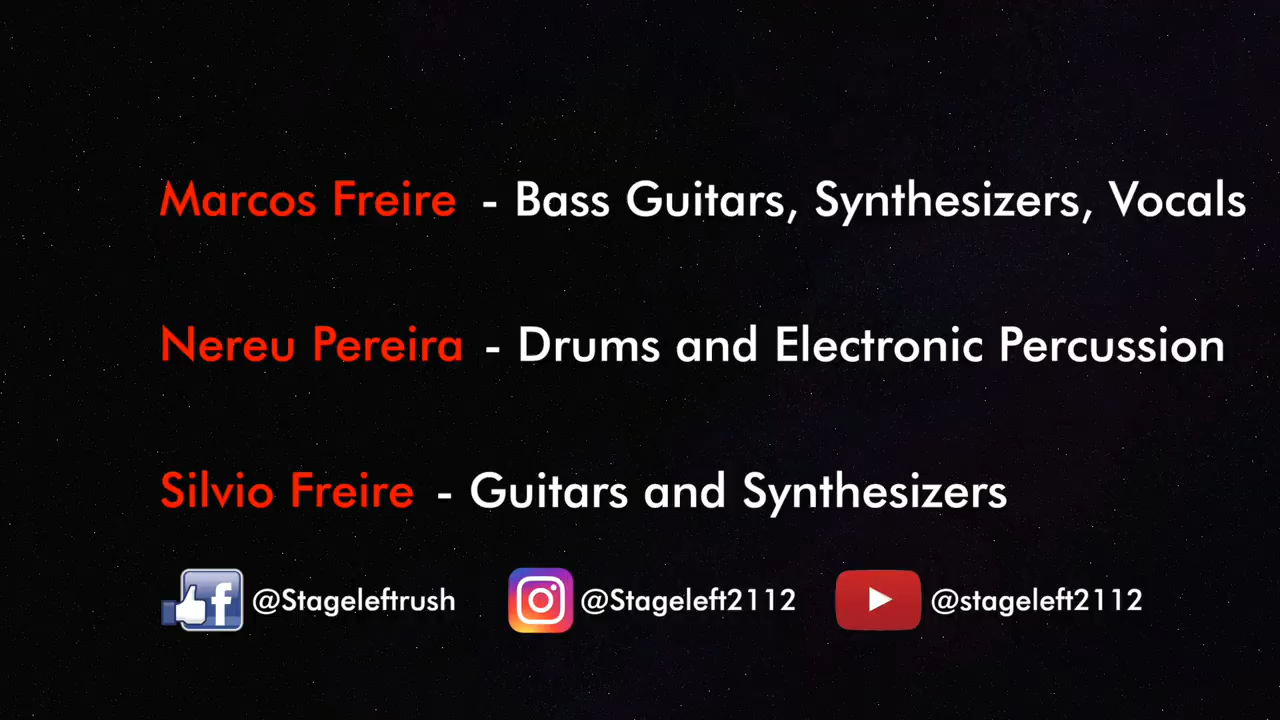 Marcos Freire - Bass Guitars, Synthesizers, Vocals
Nereu Pereira - Drums and Electronic Percussion
Silvio Freire - Guitars and Synthesizers
f @Stageleftrush @Stageleft2112 @stageleft2112